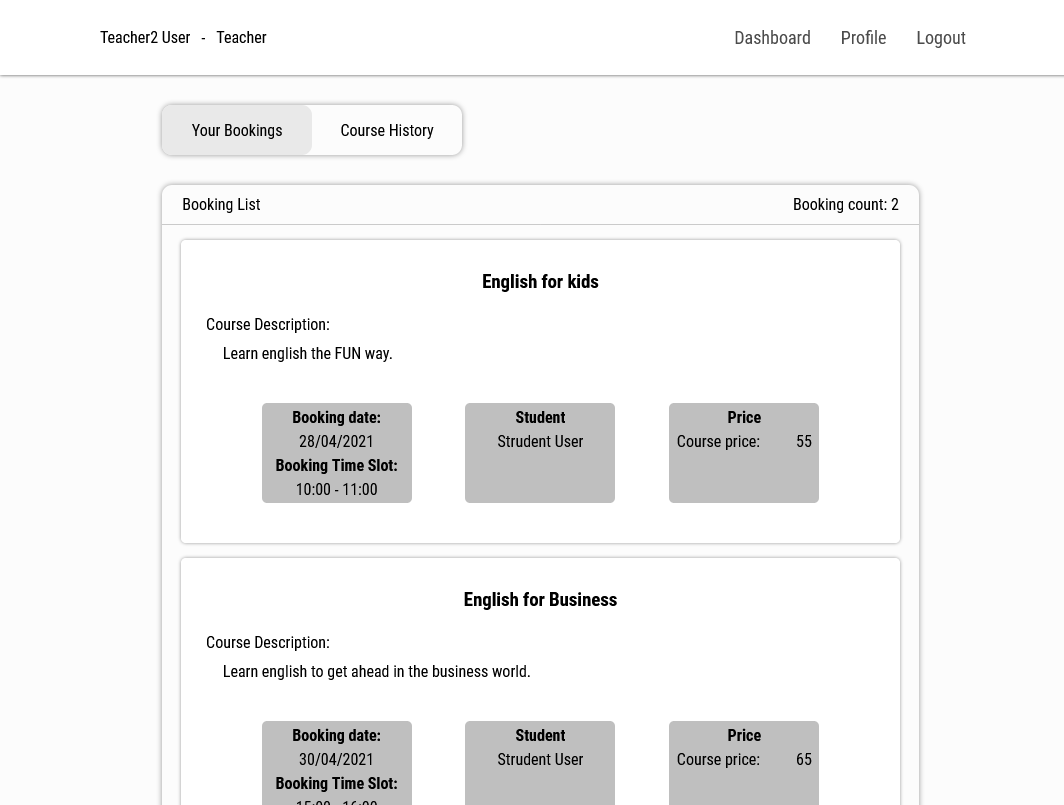 Teacher2 User - Teacher
Dashboard Profile Logout
Your Bookings Course History
Booking List Booking count: 2
English for kids
Course Description:
Learn english the FUN way.
Booking date: Student Price
28/04/2021 Strudent User Course price: 55
Booking Time Slot:
10:00 - 11:00
English for Business
Course Description:
Learn english to get ahead in the business world.
Booking date: Student Price
30/04/2021 Strudent User Course price: 65
Booking Time Slot: